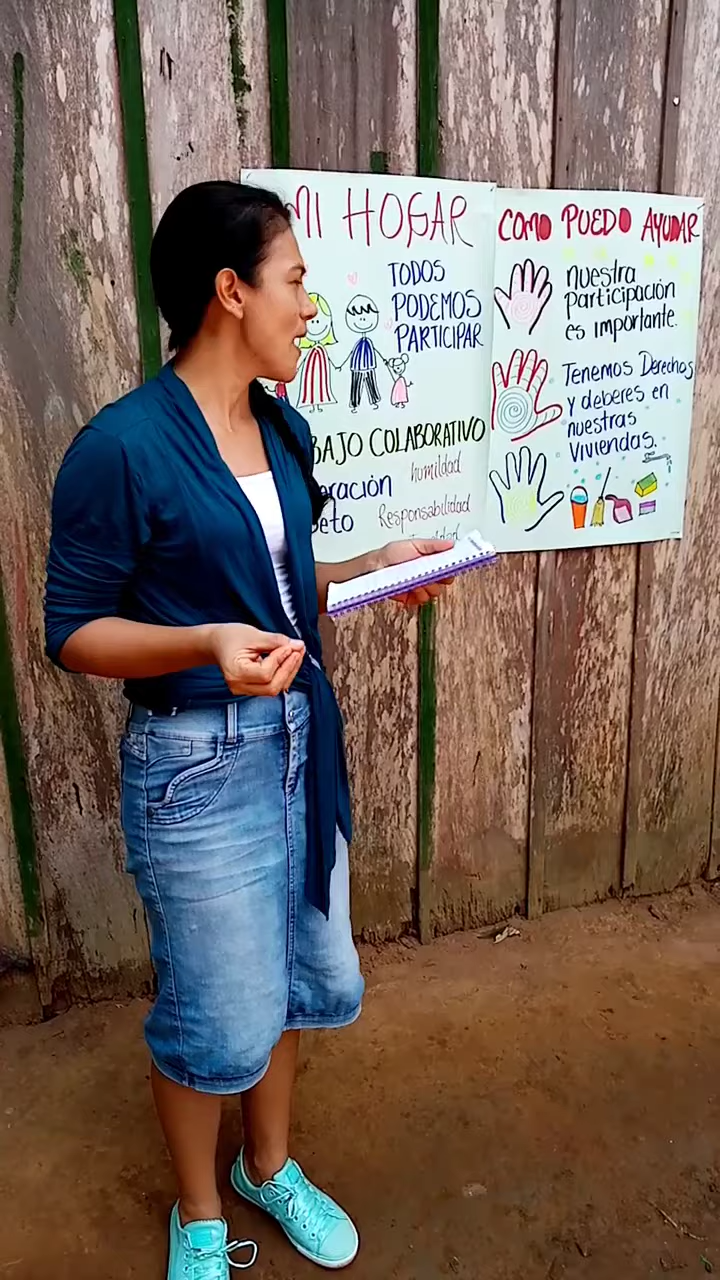 MI HOGAR
TODOS
PODEMOS
PARTICIPAR
BAJO COLABORATIVO
humildad
eración
Responsabilidad
eto
COMO PUEDO AYUDAR
nuestra
participación
es importante.
Tenemos Derechos
y deberes en
nuestras
viviendas.